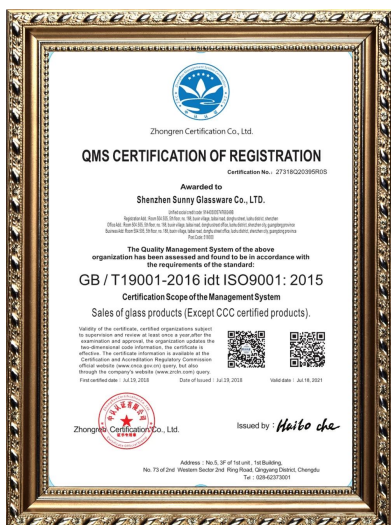 Zhongren Certification Co., Ltd.
QMS CERTIFICATION OF REGISTRATION
Certification No.: 27318Q20395R0S
Awarded to
Shenzhen Sunny Glassware Co., LTD.
The Quality Management System of the above
organization has been assessed and found to be in accordance with
the requirements of the standard:
GB / T19001-2016 idt ISO9001: 2015
Certification Scope of the Management System
Sales of glass products (Except CCC certified products).
Validity of the certificate, certified organizations subject
to supervision and review at least once a year, after the
examination and approval, the organization updates the
two-dimensional code information, the certificate is
effective. The certificate information is available at the
Certification and Accreditation Regulatory Commission
official website (www.cnca.gov.cn) query, but also
through the company's website (www.zrcln.com) query.
First certified date : Jul.19, 2018
Date of Issued : Jul.19, 2018
Valid date : Jul.18, 2021
Zhongren Certification Co., Ltd.
Issued by : Haibo che
Address : No.5, 3F of 1st unit , 1st Building,
No. 73 of 2nd Western Sector 2nd Ring Road, Qingyang District, Chengdu
Tel : 028-62373001